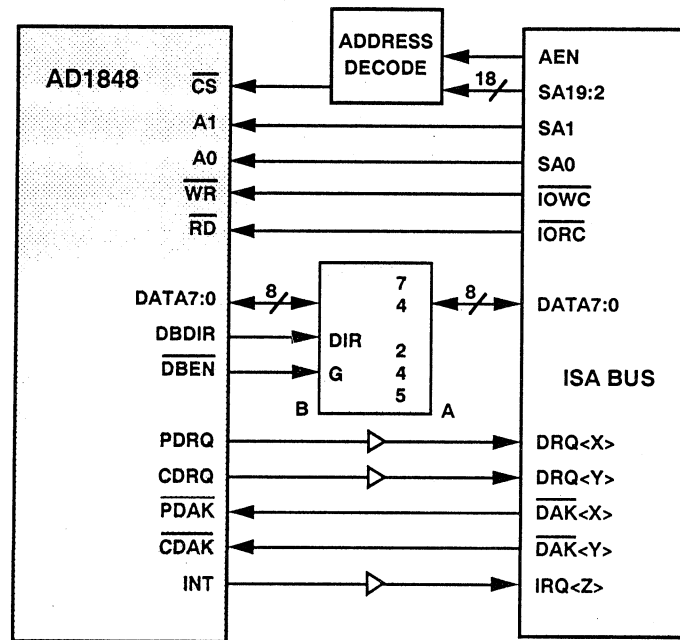 ADDRESS
DECODE
AEN
18
SA19:2
AD1848
CS
A1
SA1
A0
SA0
WR
IOWC
RD
IORC
DATA7:0
8
7
4
8
DATA7:0
DBDIR
DIR
2
DBEN
G
4
5
ISA BUS
B
A
PDRQ
DRQ<X>
CDRQ
DRQ<Y>
PDAK
DAK<X>
CDAK
DAK<Y>
INT
IRQ<Z>